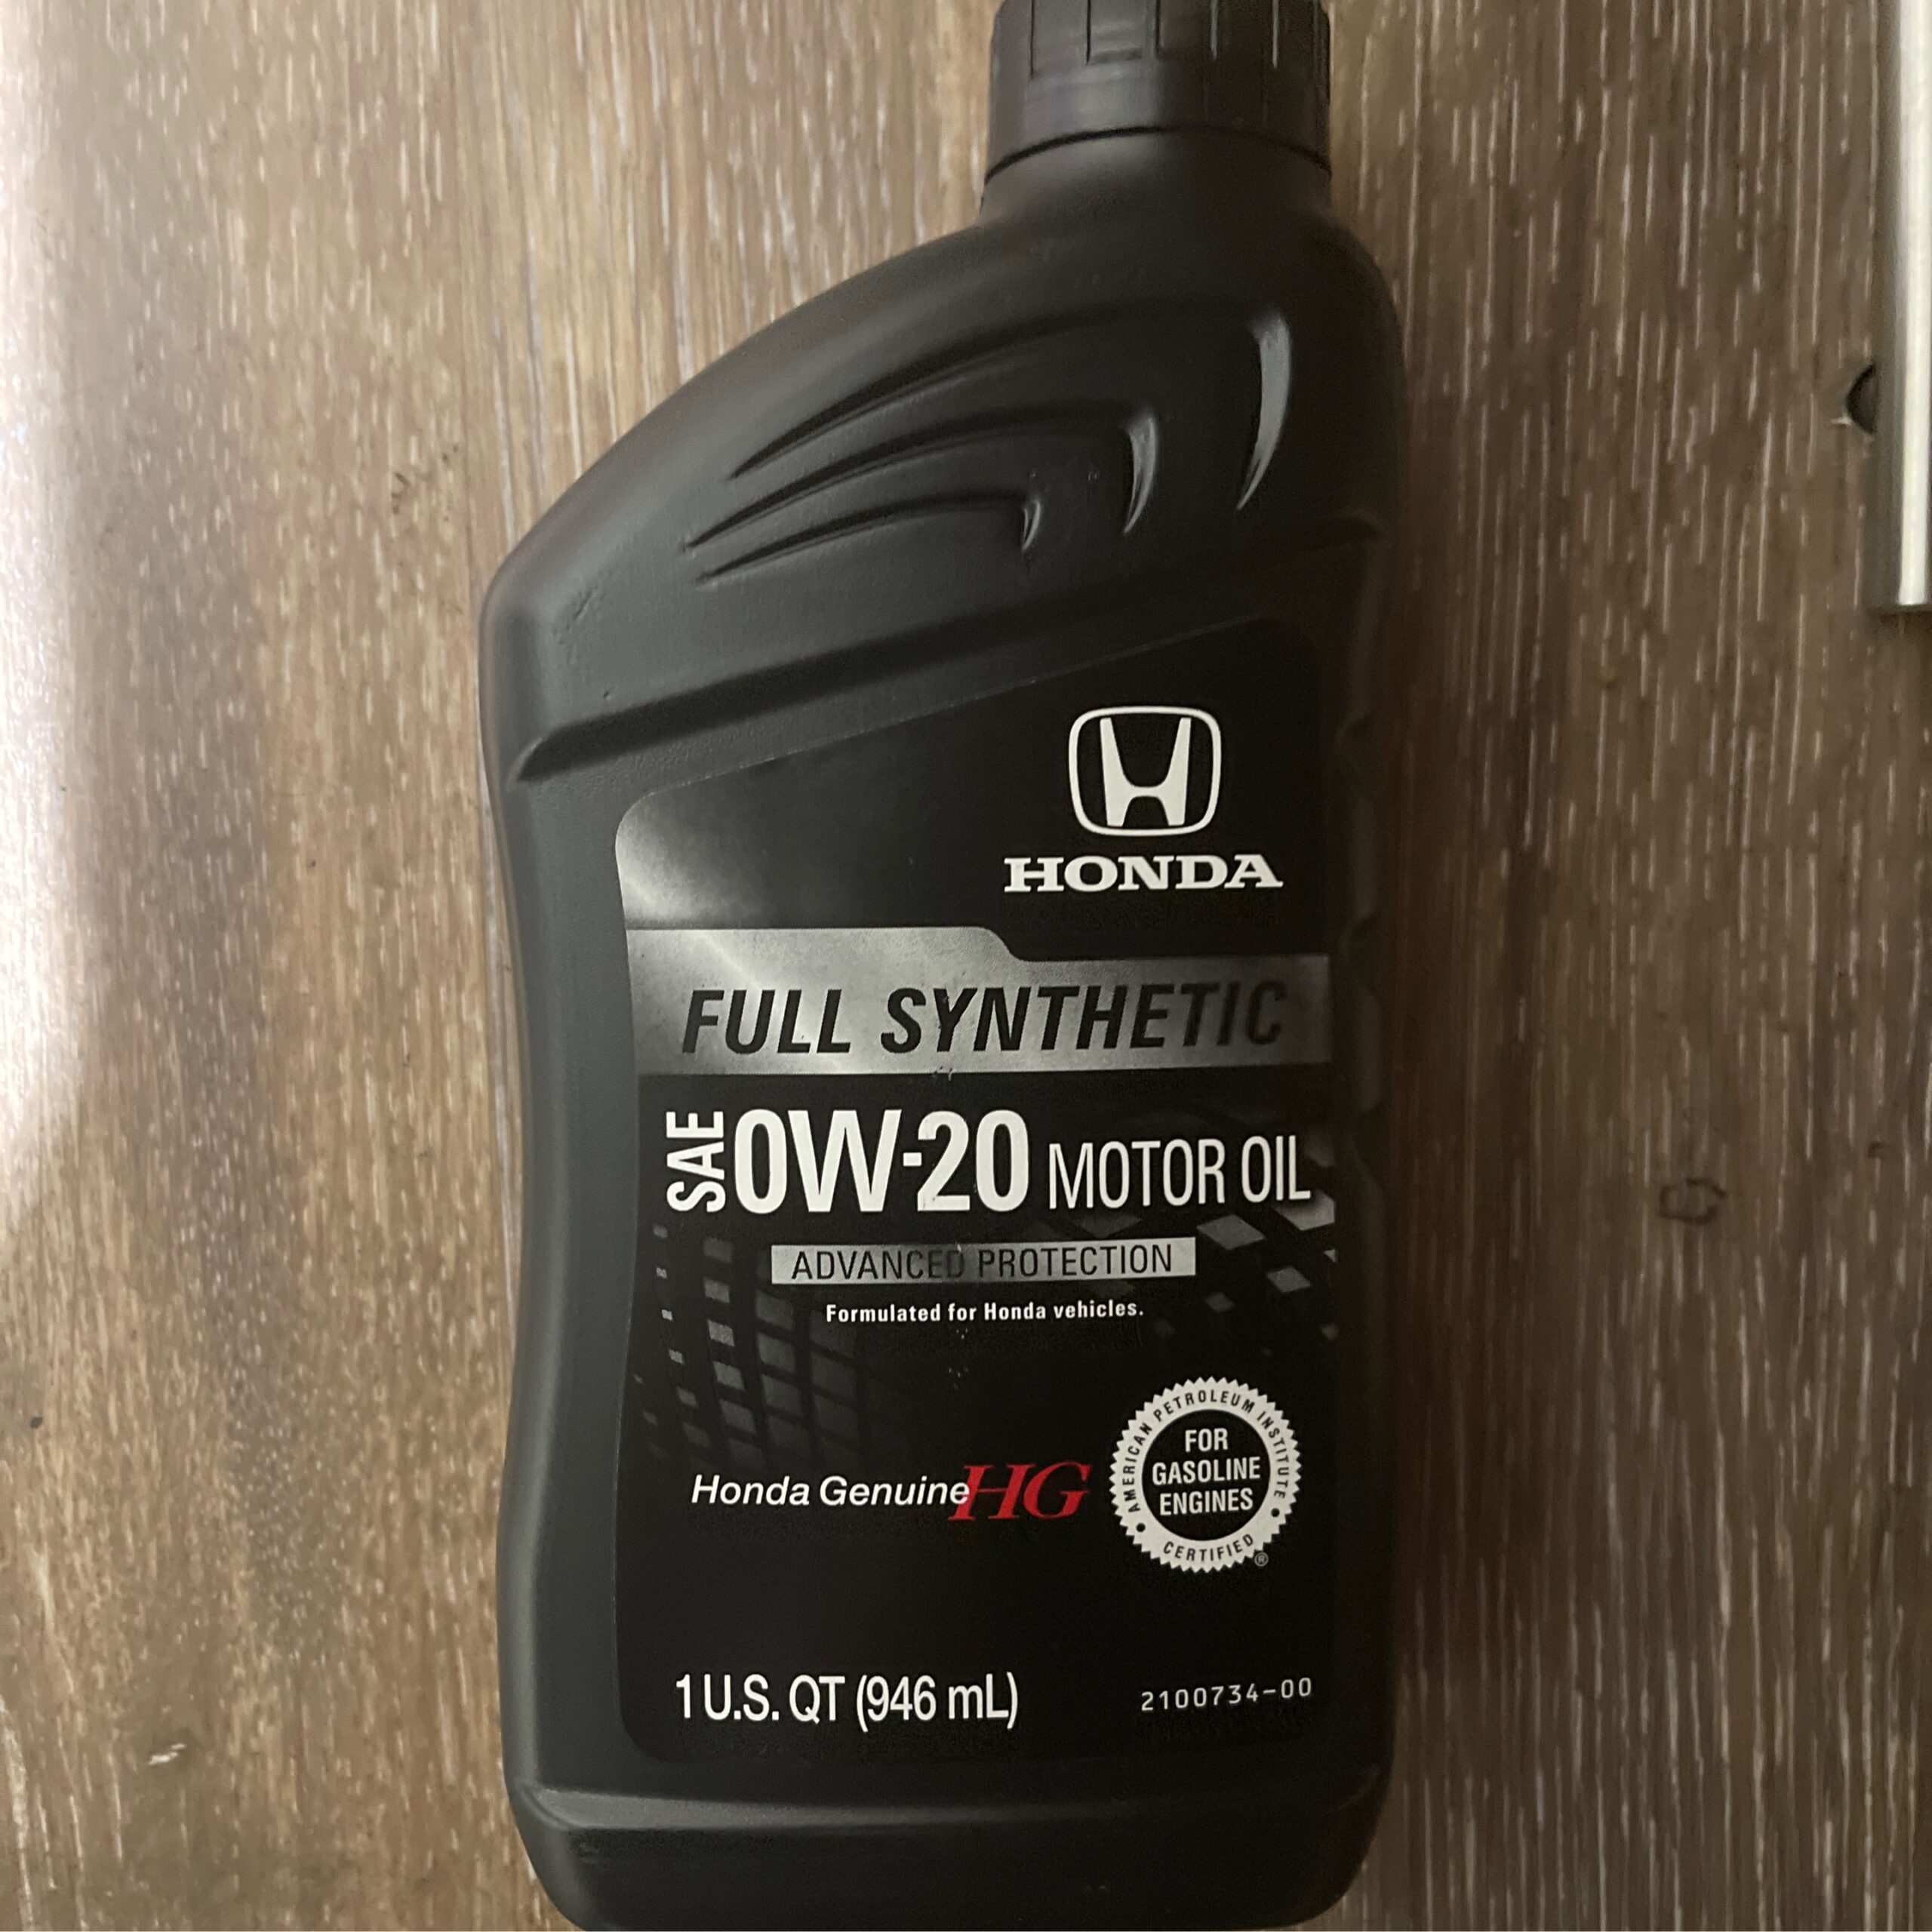 HONDA
FULL SYNTHETIC
SAE 0W-20 MOTOR OIL
ADVANCED PROTECTION
Formulated for Honda vehicles.
Honda Genuine HG
AMERICAN PETROLEUM INSTITUTE
FOR
GASOLINE
ENGINES
CERTIFIED ®
1 U.S. QT (946 mL)
2100734-00